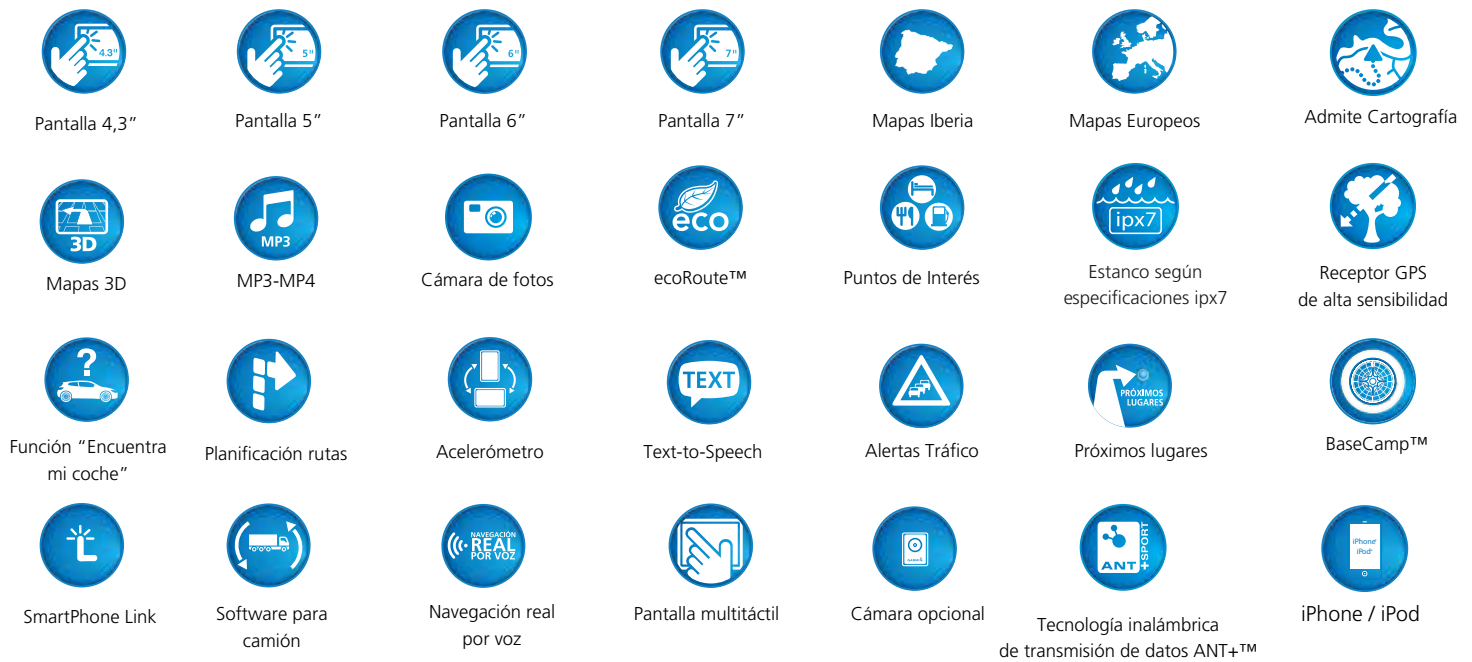 4.3"
5"
6"
7"
Pantalla 4,3”
Pantalla 5”
Pantalla 6”
Pantalla 7”
Mapas Iberia
Mapas Europeos
Admite Cartografía
3D
MP3
eco
ipx7
Mapas 3D
MP3-MP4
Cámara de fotos
ecoRoute™
Puntos de Interés
Estanco según
especificaciones ipx7
Receptor GPS
de alta sensibilidad
?
TEXT
PRÓXIMOS
LUGARES
Función “Encuentra
mi coche”
Planificación rutas
Acelerómetro
Text-to-Speech
Alertas Tráfico
Próximos lugares
BaseCamp™
L
NAVEGACIÓN
REAL
POR VOZ
ANT
+SPORT
iPhone
iPod
SmartPhone Link
Software para
camión
Navegación real
por voz
Pantalla multitáctil
Cámara opcional
Tecnología inalámbrica
de transmisión de datos ANT+™
iPhone / iPod